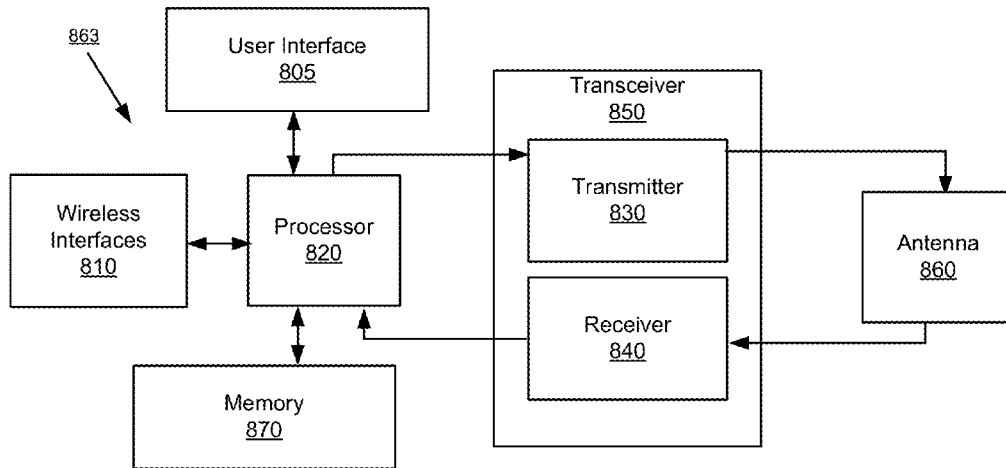 863
User Interface
805
Transceiver
850
Transmitter
830
Wireless
Interfaces
810
Processor
820
Antenna
860
Receiver
840
Memory
870